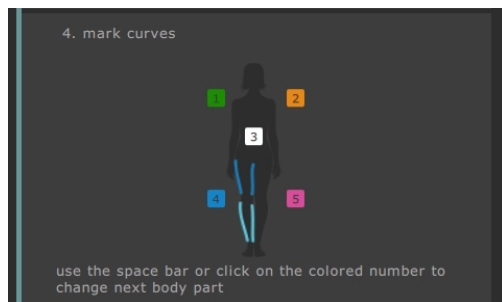 4. mark curves
1
2
3
4
5
use the space bar or click on the colored number to
change next body part